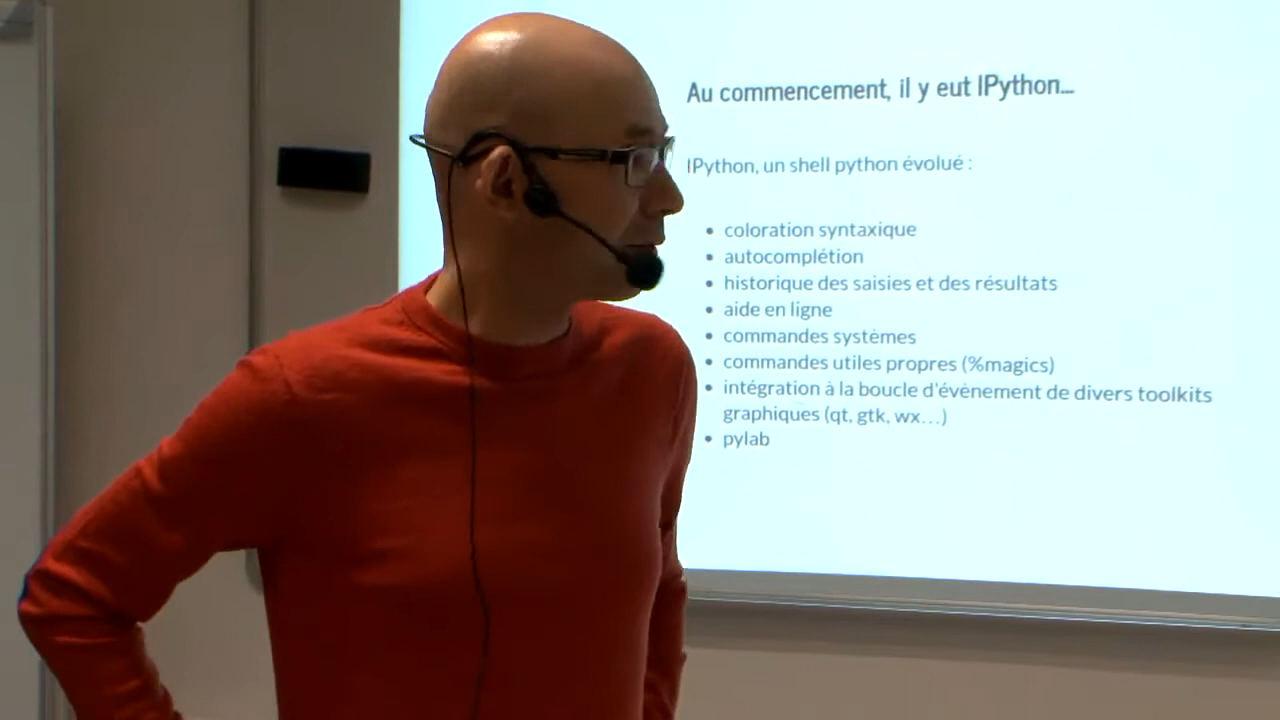 Au commencement, il y eut IPython...
IPython, un shell python évolué :
• coloration syntaxique
• autocomplétion
• historique des saisies et des résultats
• aide en ligne
• commandes systèmes
• commandes utiles propres (%magics)
• intégration à la boucle d'évènement de divers toolkits
graphiques (qt, gtk, wx...)
• pylab